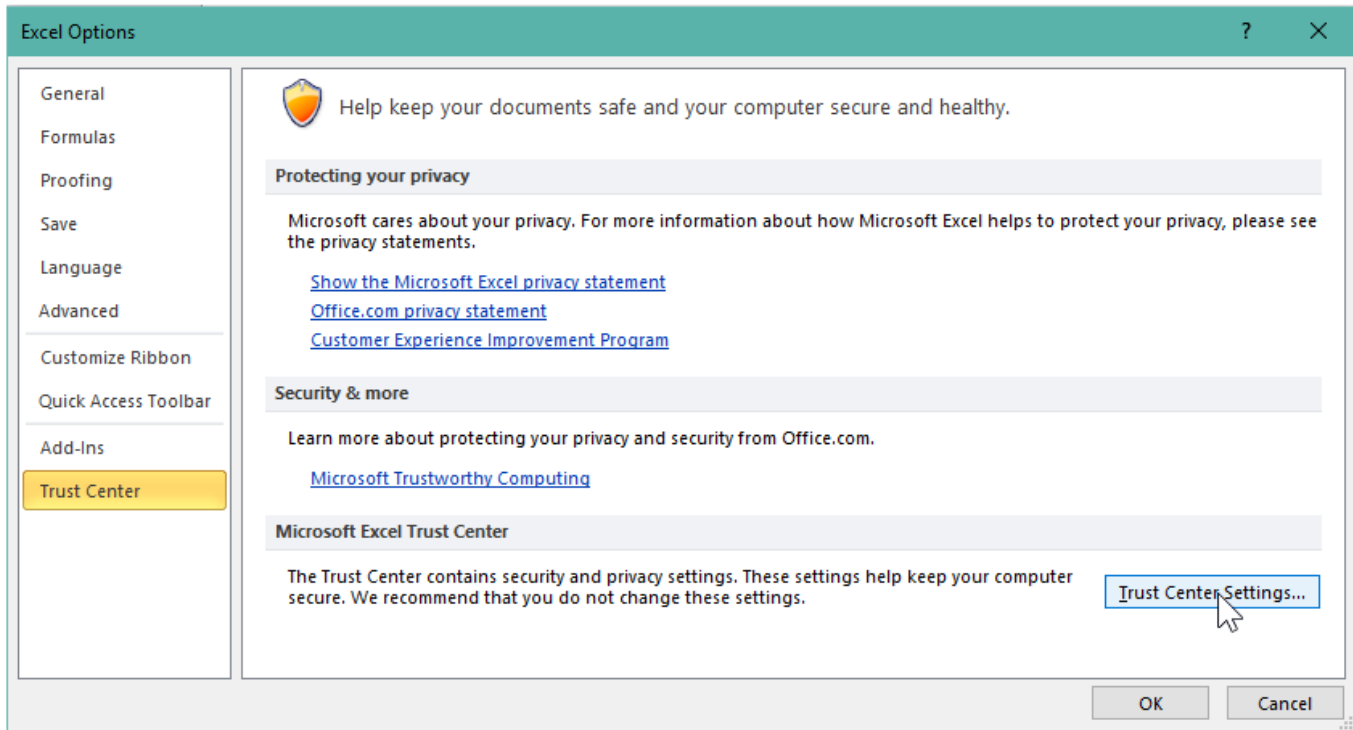 Excel Options
?
General
Formulas
Proofing
Save
Language
Advanced
Customize Ribbon
Quick Access Toolbar
Add-Ins
Trust Center
Help keep your documents safe and your computer secure and healthy.
Protecting your privacy
Microsoft cares about your privacy. For more information about how Microsoft Excel helps to protect your privacy, please see
the privacy statements.
Show the Microsoft Excel privacy statement
Office.com privacy statement
Customer Experience Improvement Program
Security & more
Learn more about protecting your privacy and security from Office.com.
Microsoft Trustworthy Computing
Microsoft Excel Trust Center
The Trust Center contains security and privacy settings. These settings help keep your computer
secure. We recommend that you do not change these settings.
Trust Center Settings...
OK
Cancel